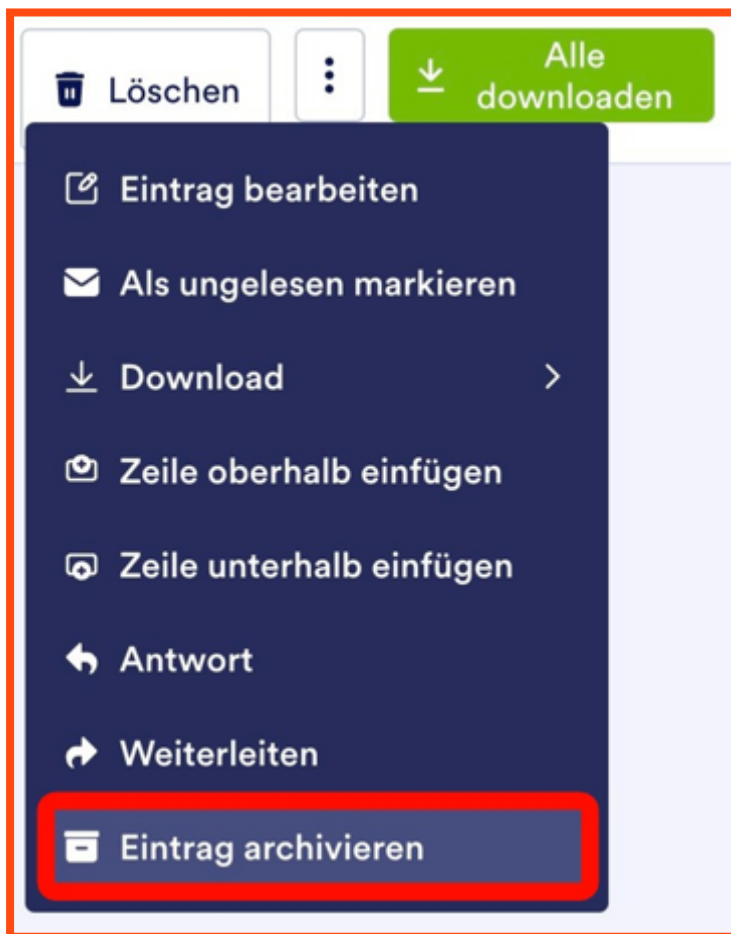 Löschen
Alle
downloaden
Eintrag bearbeiten
Als ungelesen markieren
Download
Zeile oberhalb einfügen
Zeile unterhalb einfügen
Antwort
Weiterleiten
Eintrag archivieren